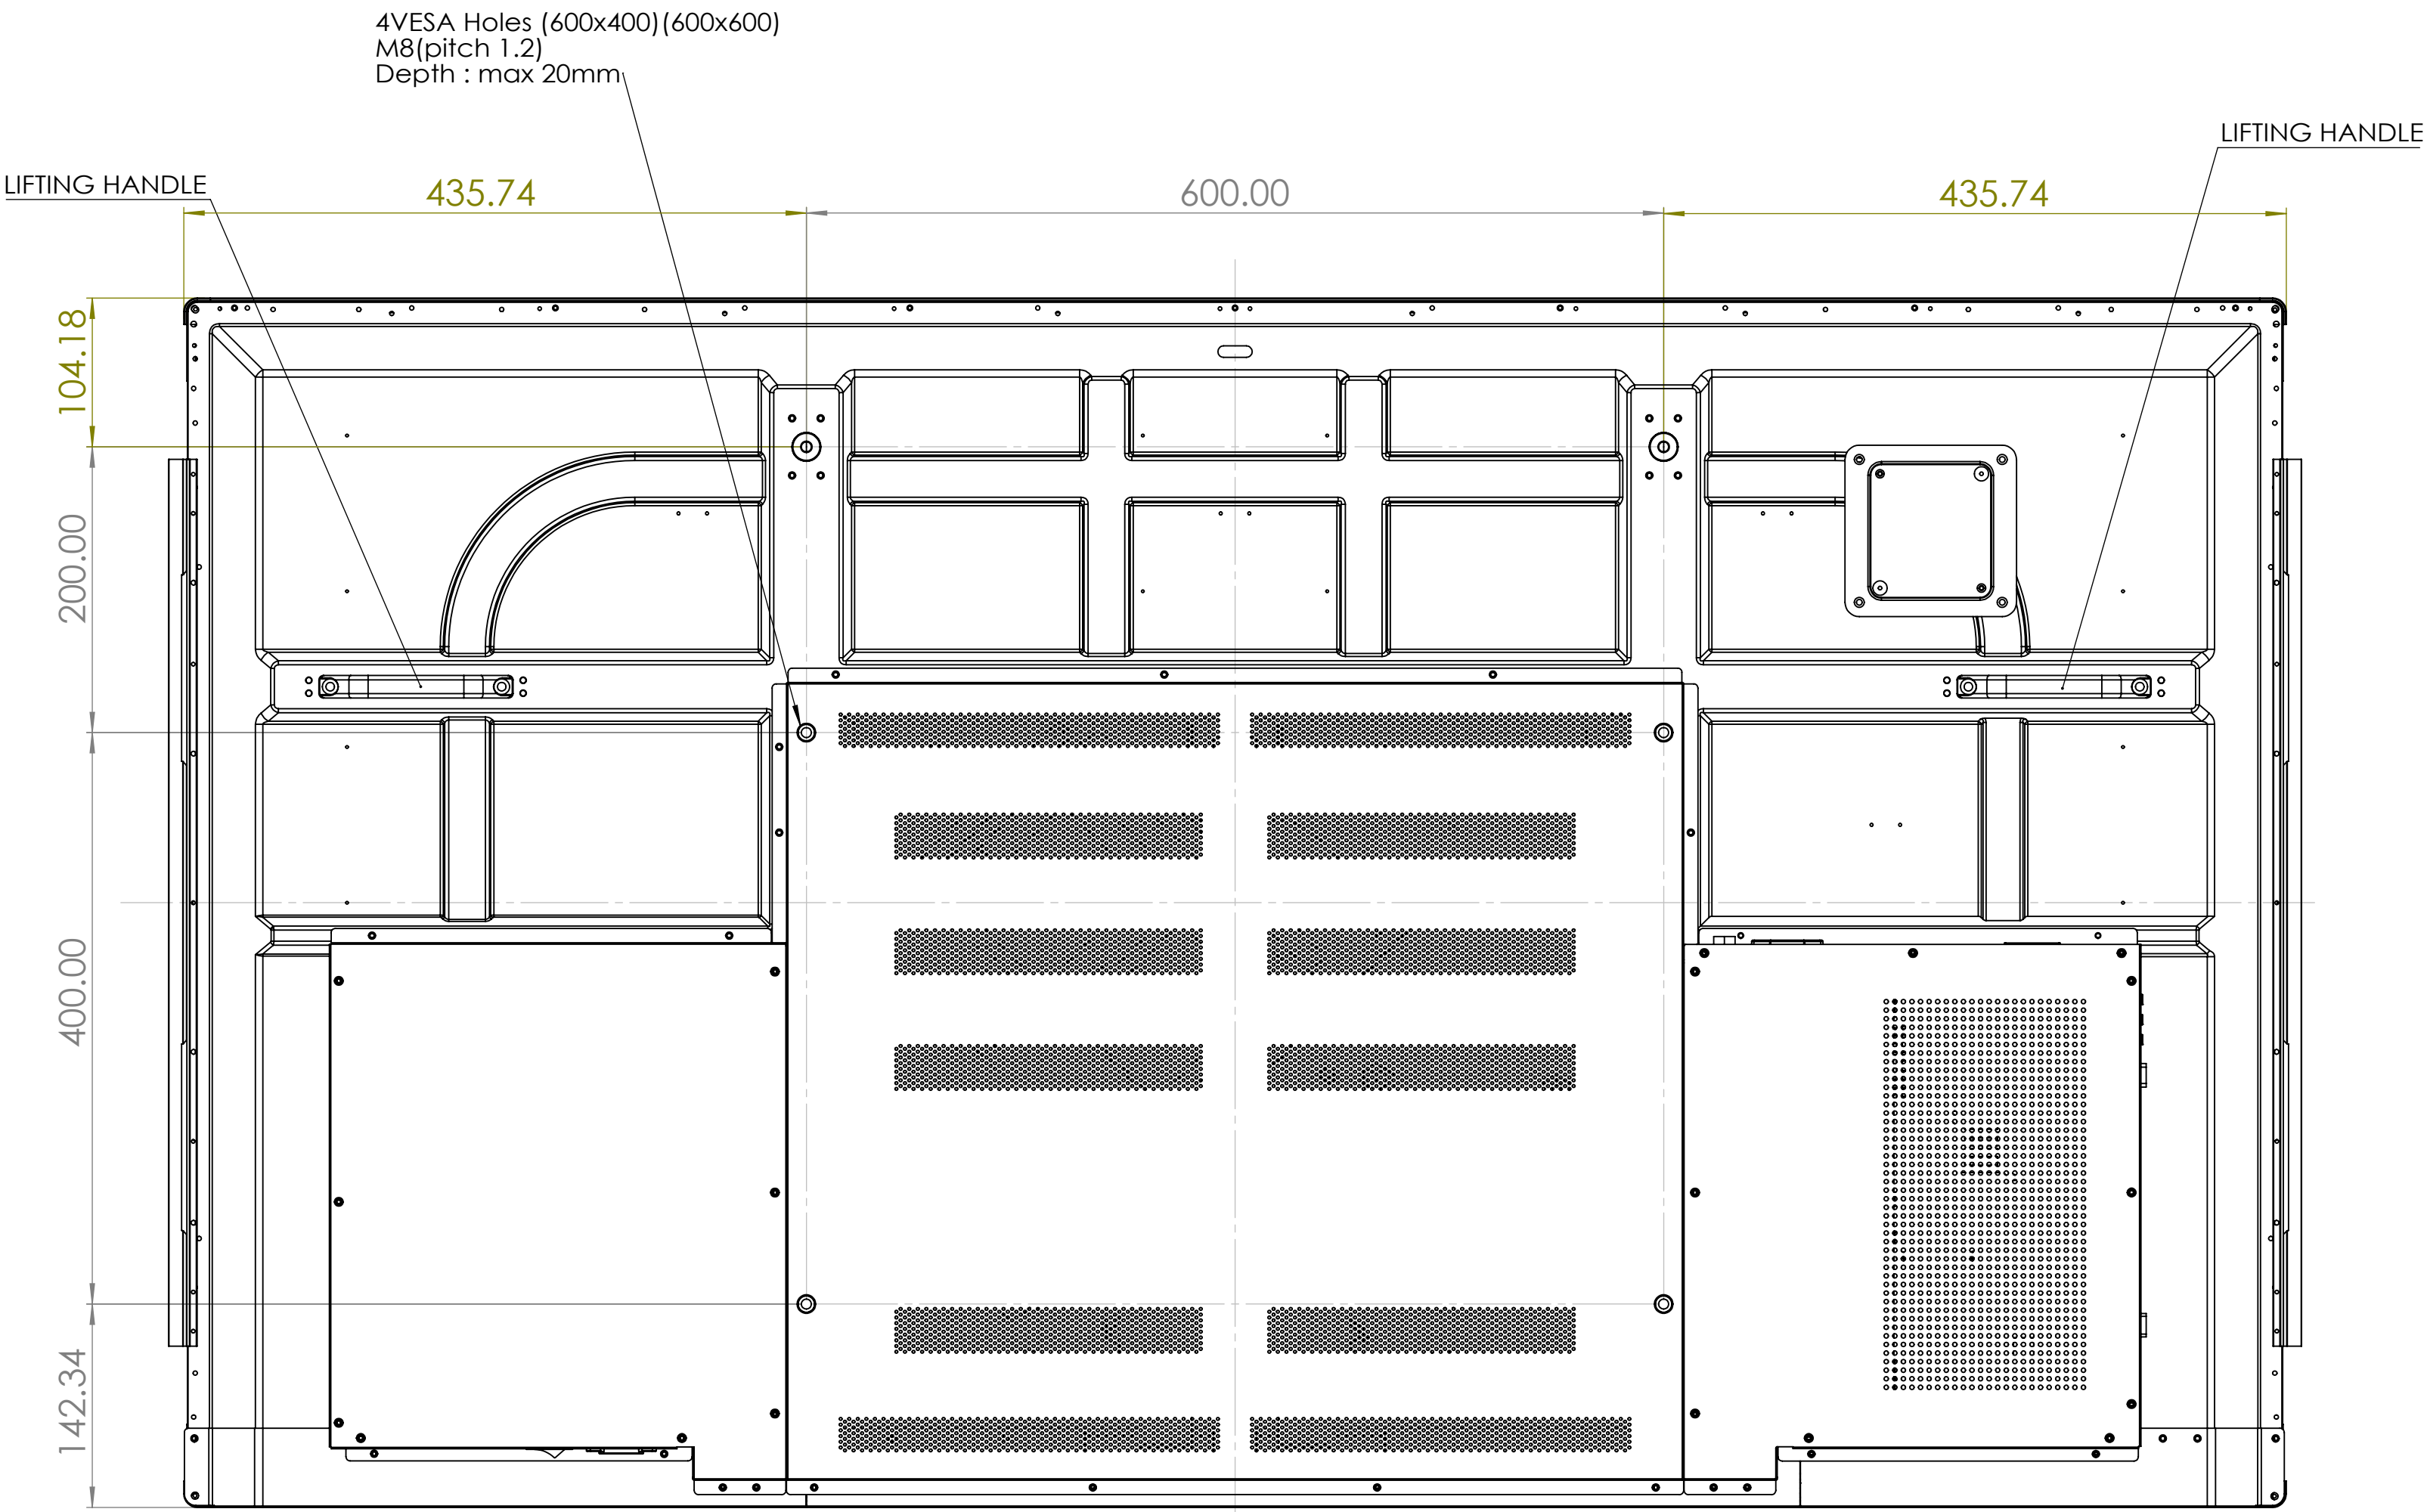 4VESA Holes (600x400)(600x600)
M8(pitch 1.2)
Depth : max 20mm
LIFTING HANDLE
LIFTING HANDLE
435.74
600.00
435.74
104.18
200.00
400.00
142.34